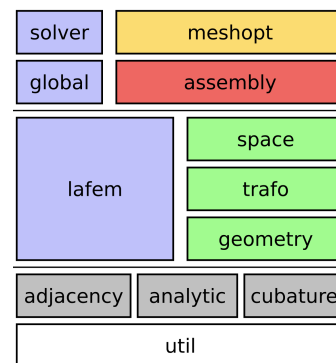 solver meshopt
global assembly
space
lafem trafo
geometry
adjacency analytic cubature
util